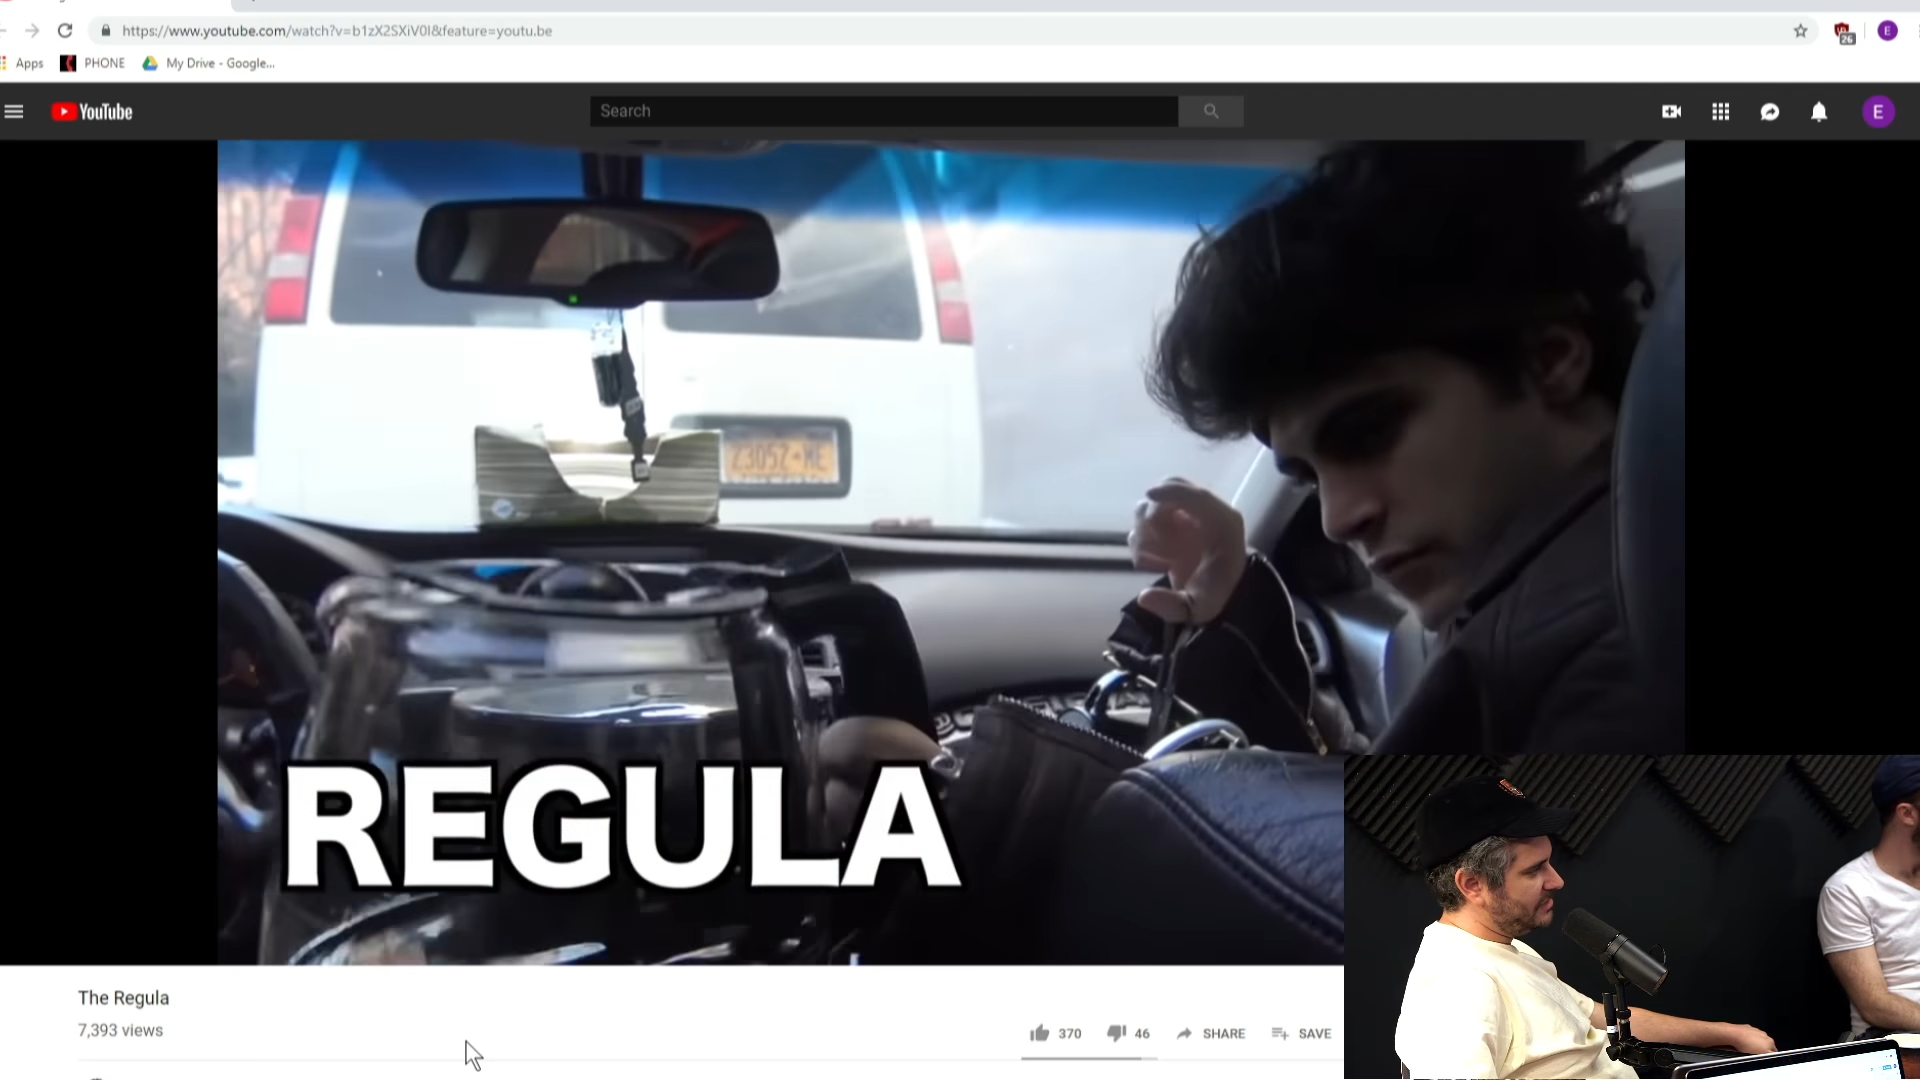 https://www.youtube.com/watch?v=b1zX2SXiV0I&feature=youtu.be
26
E
Apps PHONE My Drive - Google...
YouTube
Search
E
REGULA
The Regula
7,393 views
370 46 SHARE SAVE